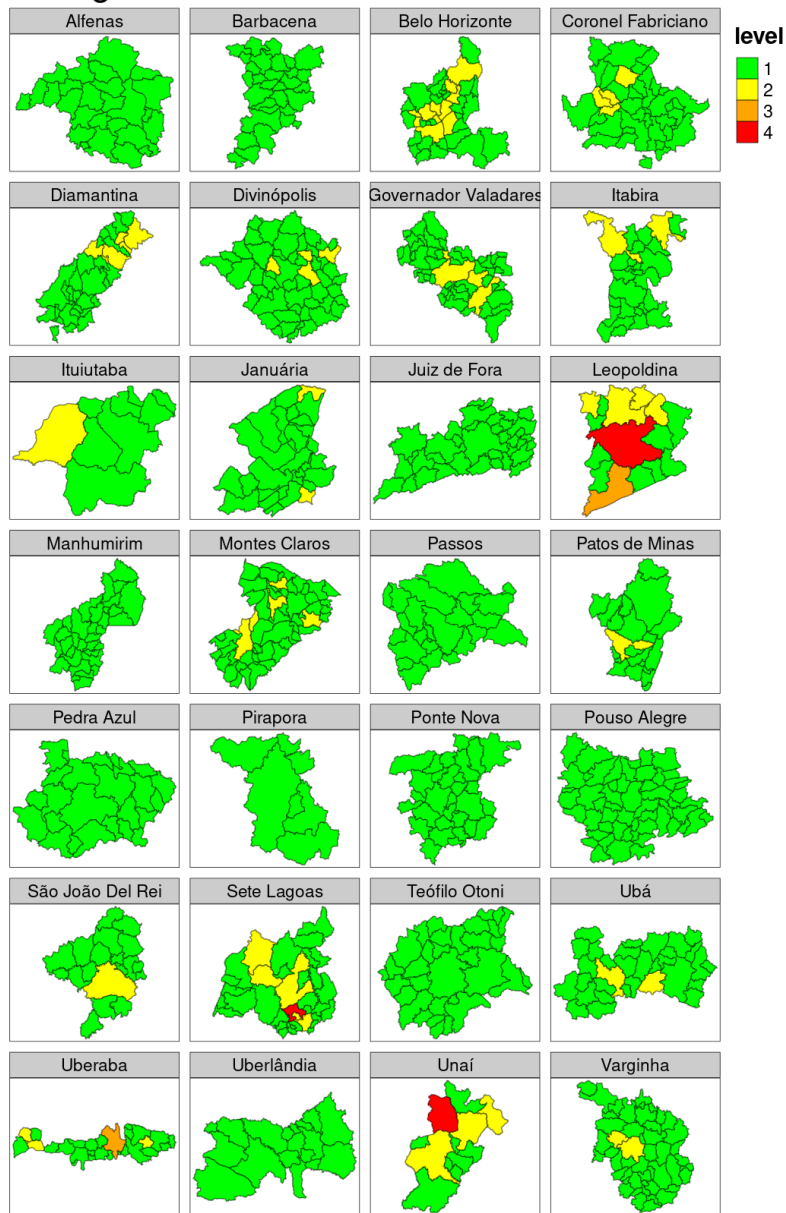 Alfenas
Barbacena
Belo Horizonte
Coronel Fabriciano
level
1
2
3
4
Diamantina
Divinópolis
Governador Valadares
Itabira
Ituiutaba
Januária
Juiz de Fora
Leopoldina
Manhumirim
Montes Claros
Passos
Patos de Minas
Pedra Azul
Pirapora
Ponte Nova
Pouso Alegre
São João Del Rei
Sete Lagoas
Teófilo Otoni
Ubá
Uberaba
Uberlândia
Unaí
Varginha